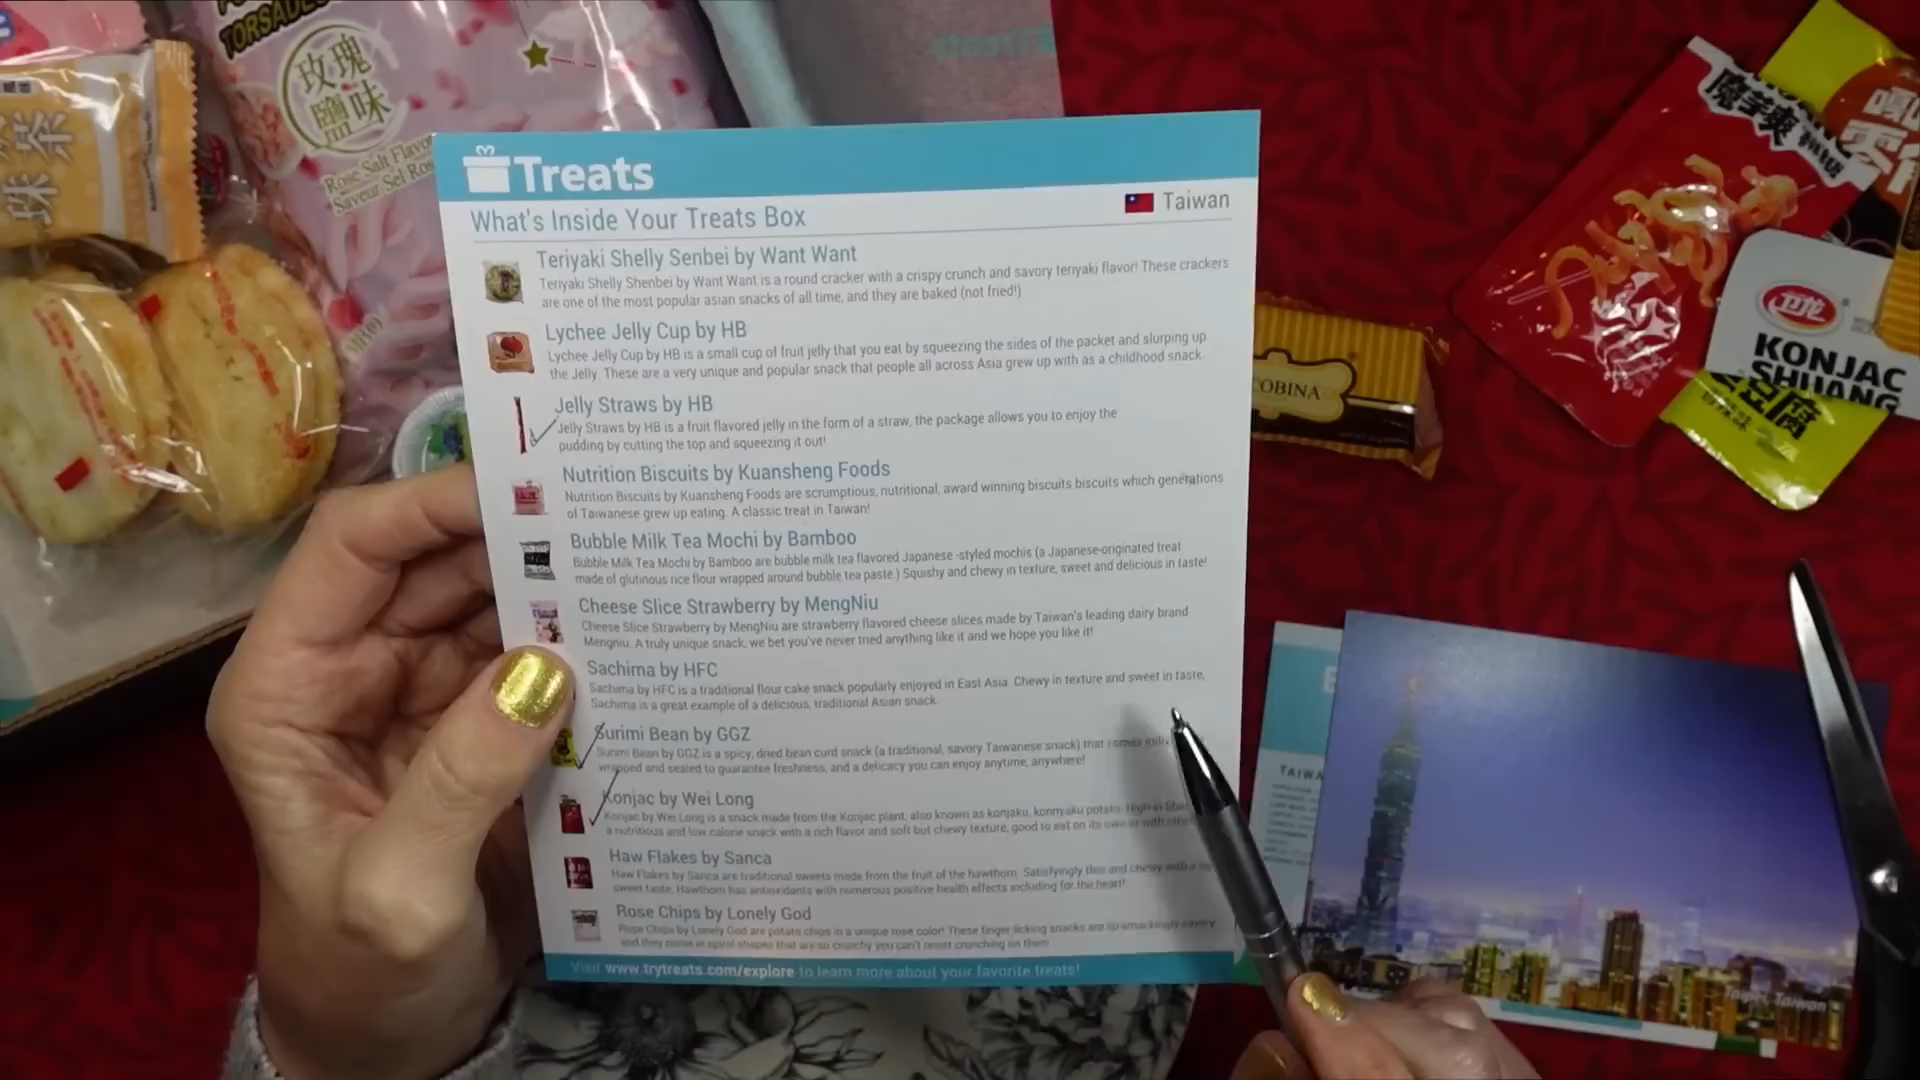 TORSADES
玫瑰
鹽味
Rose Salt Flavor
Saveur Sel Ros
Treats
Taiwan
What's Inside Your Treats Box
Teriyaki Shelly Senbei by Want Want
Teriyaki Shelly Shenbei by Want Want is a round cracker with a crispy crunch and savory teriyaki flavor! These crackers
are one of the most popular asian snacks of all time, and they are baked (not fried!)
Lychee Jelly Cup by HB
Lychee Jelly Cup by HB is a small cup of fruit jelly that you eat by squeezing the sides of the packet and slurping up
the Jelly. These are a very unique and popular snack that people all across Asia grew up with as a childhood snack.
Jelly Straws by HB
Jelly Straws by HB is a fruit flavored jelly in the form of a straw, the package allows you to enjoy the
pudding by cutting the top and squeezing it out!
Nutrition Biscuits by Kuansheng Foods
Nutrition Biscuits by Kuansheng Foods are scrumptious, nutritional, award winning biscuits biscuits which generations
of Taiwanese grew up eating. A classic treat in Taiwan!
Bubble Milk Tea Mochi by Bamboo
Bubble Milk Tea Mochi by Bamboo are bubble milk tea flavored Japanese -styled mochis (a Japanese-originated treat
made of glutinous rice flour wrapped around bubble tea paste.) Squishy and chewy in texture, sweet and delicious in taste!
Cheese Slice Strawberry by MengNiu
Cheese Slice Strawberry by MengNiu are strawberry flavored cheese slices made by Taiwan's leading dairy brand
Mengniu. A truly unique snack, we bet you've never tried anything like it and we hope you like it!
Sachima by HFC
Sachima by HFC is a traditional flour cake snack popularly enjoyed in East Asia. Chewy in texture and sweet in taste,
Sachima is a great example of a delicious, traditional Asian snack.
Surimi Bean by GGZ
Surimi Bean by GGZ is a spicy, dried bean curd snack (a traditional, savory Taiwanese snack) that comes
wrapped and sealed to guarantee freshness, and a delicacy you can enjoy anytime, anywhere!
Konjac by Wei Long
Konjac by Wei Long is a snack made from the Konjac plant, also known as konjaku, konnyaku potato. High in
a nutritious and low calorie snack with a rich flavor and soft but chewy texture, good to eat on its own or with
Haw Flakes by Sanca
Haw Flakes by Sanca are traditional sweets made from the fruit of the hawthorn. Satisfyingly thin and chewy with a
sweet taste, Hawthorn has antioxidants with numerous positive health effects including for the heart!
Rose Chips by Lonely God
Rose Chips by Lonely God are potato chips in a unique rose color! These finger licking snacks are lip-smackingly savory
and they come in spiral shapes that are so crunchy you can't resist crunching on them
Visit www.trytreats.com/explore to learn more about your favorite treats!
COBINA
魔芋爽
卫龙
KONJAC
SHUANG
豆腐
TAIWA
Taipei, Taiwan